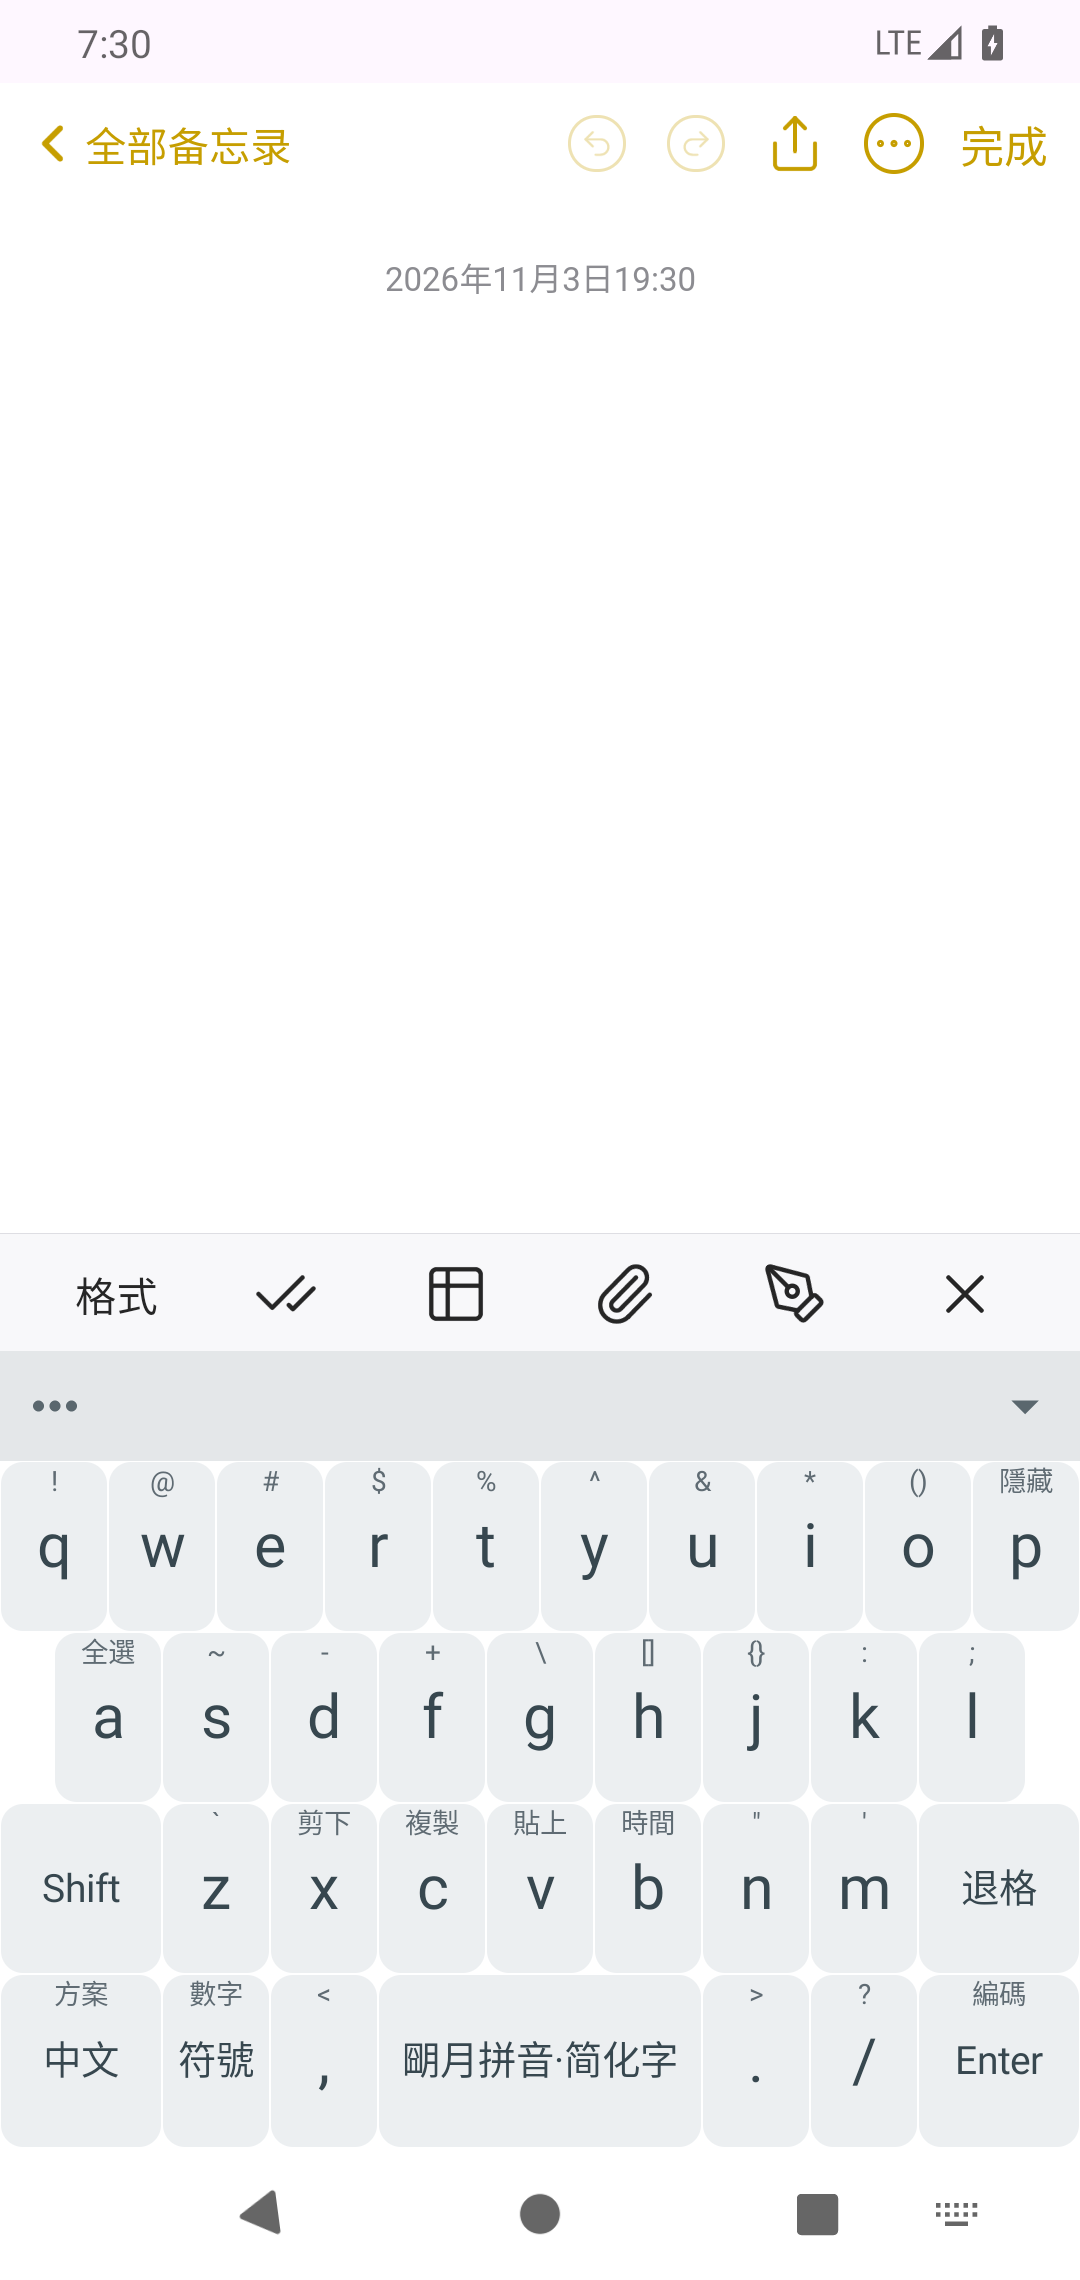 7:30 LTE
全部备忘录 完成
2026年11月3日19:30
格式
! @ # $ % ^ & * () 隱藏
q w e r t y u i o p
全選 ~ - + \ [] {} : ;
a s d f g h j k l
` 剪下 複製 貼上 時間 " '
Shift z x c v b n m 退格
方案 數字 < > ? 編碼
中文 符號 , 朙月拼音·简化字 . / Enter